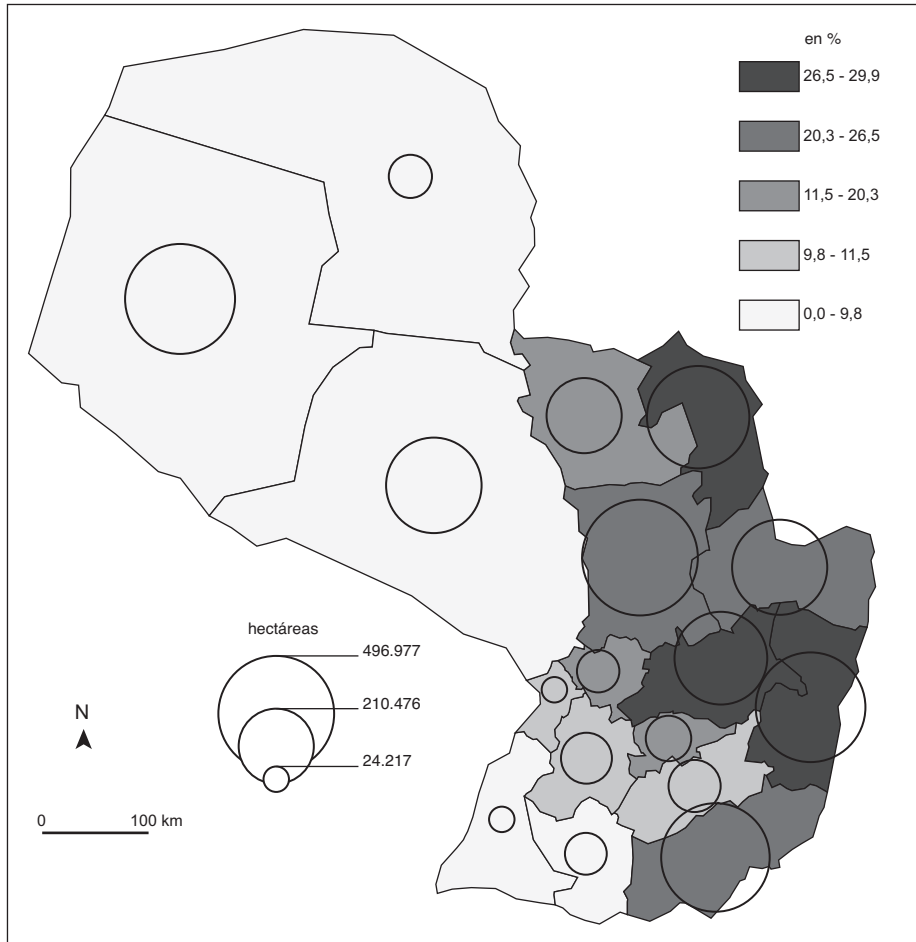 en %
26,5 - 29,9
20,3 - 26,5
11,5 - 20,3
9,8 - 11,5
0,0 - 9,8
hectáreas
496.977
210.476
24.217
N
0 100 km